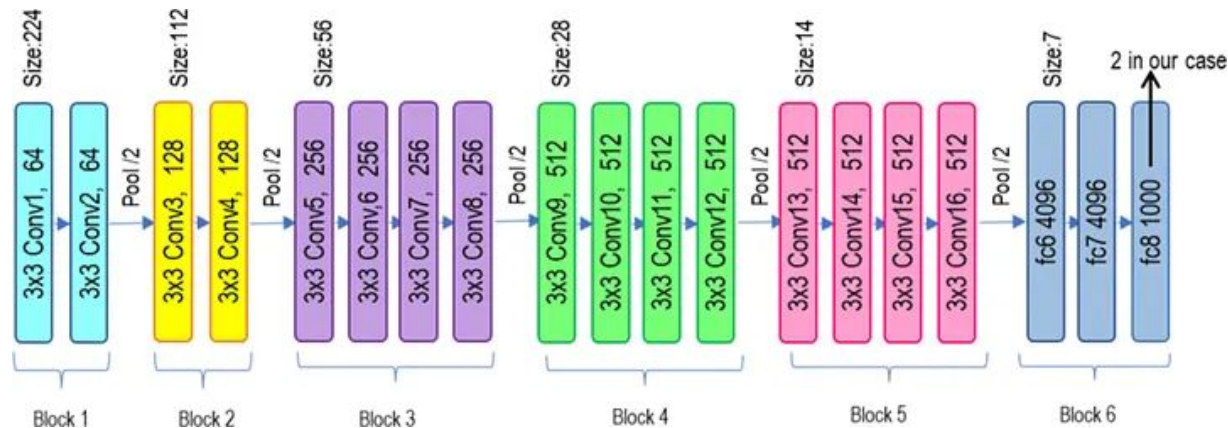 Size:224
3x3 Conv1, 64
3x3 Conv2, 64
Pool /2
Size:112
3x3 Conv3, 128
3x3 Conv4, 128
Pool /2
Size:56
3x3 Conv5, 256
3x3 Conv,6 256
3x3 Conv7, 256
3x3 Conv8, 256
Pool /2
Size:28
3x3 Conv9, 512
3x3 Conv10, 512
3x3 Conv11, 512
3x3 Conv12, 512
Pool /2
Size:14
3x3 Conv13, 512
3x3 Conv14, 512
3x3 Conv15, 512
3x3 Conv16, 512
Pool /2
Size:7
2 in our case
fc6 4096
fc7 4096
fc8 1000
Block 1
Block 2
Block 3
Block 4
Block 5
Block 6